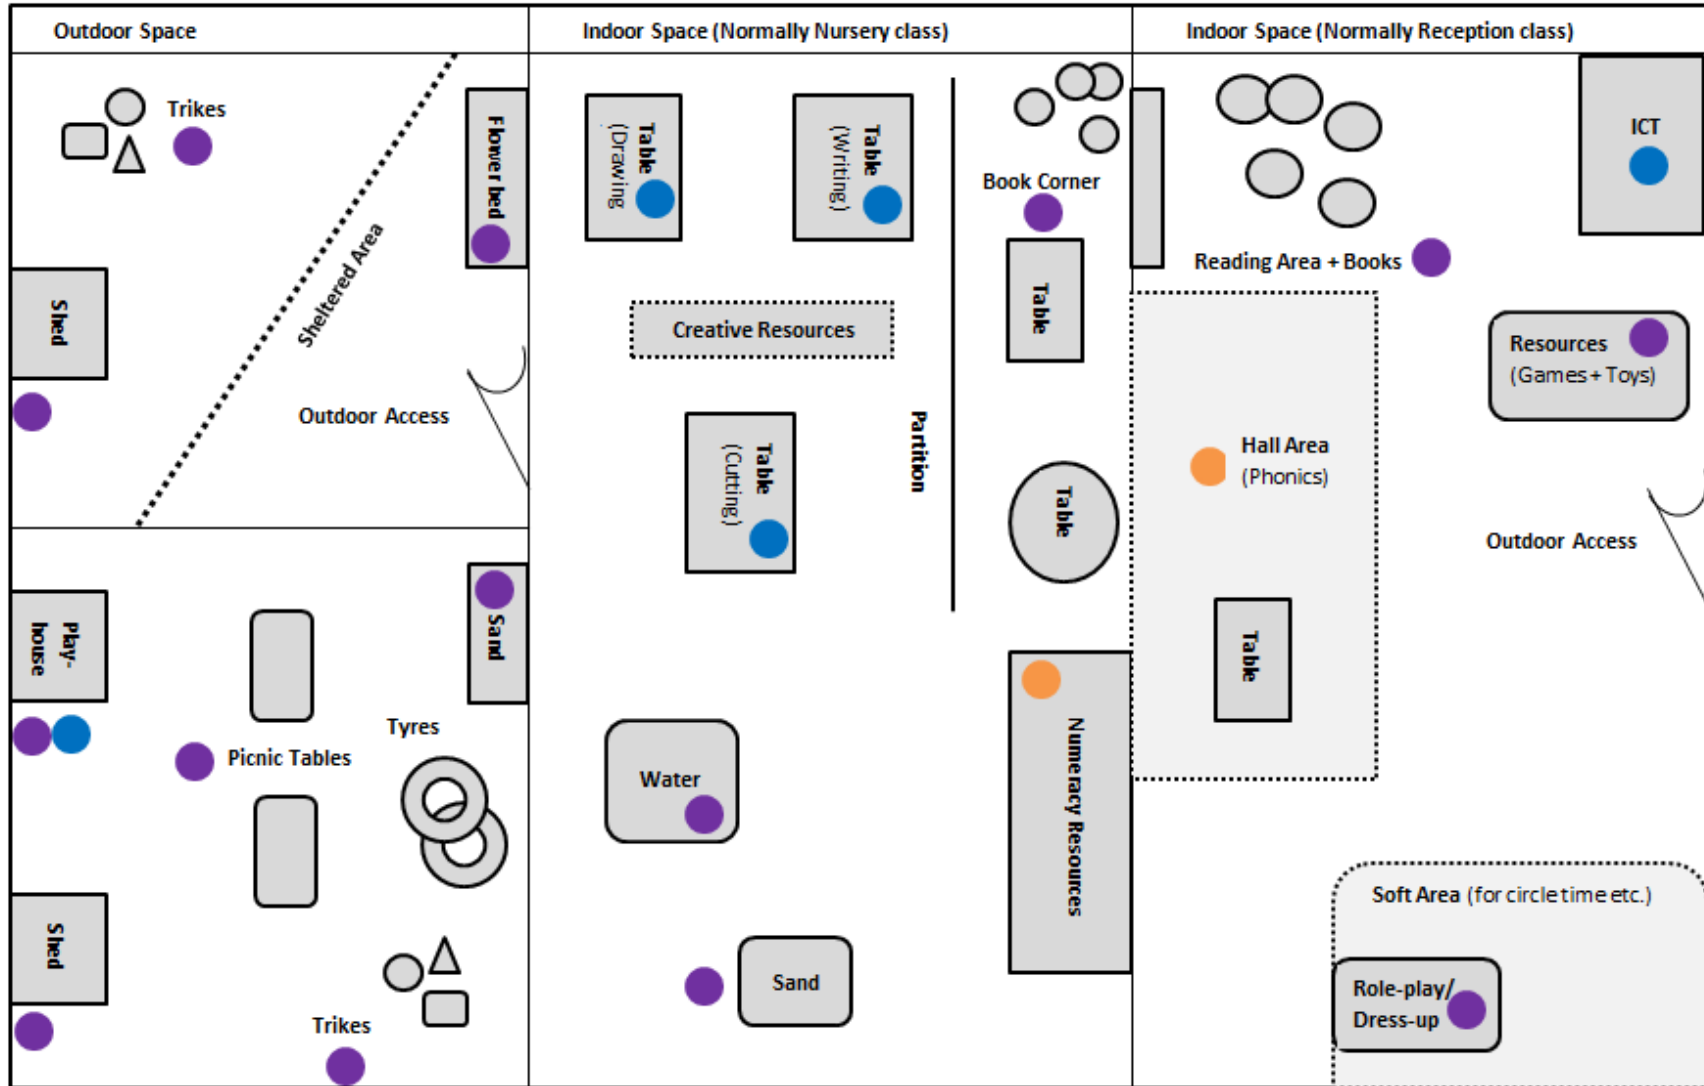 Outdoor Space
Indoor Space (Normally Nursery class)
Indoor Space (Normally Reception class)
Trikes
Flower bed
Sheltered Area
Shed
Outdoor Access
Play-
house
Sand
Picnic Tables
Tyres
Shed
Trikes
Table
(Drawing
Table
(Writing)
Creative Resources
Table
(Cutting)
Partition
Book Corner
Table
Table
Numeracy Resources
Water
Sand
ICT
Reading Area + Books
Resources
(Games + Toys)
Hall Area
(Phonics)
Outdoor Access
Table
Soft Area (for circle time etc.)
Role-play/
Dress-up